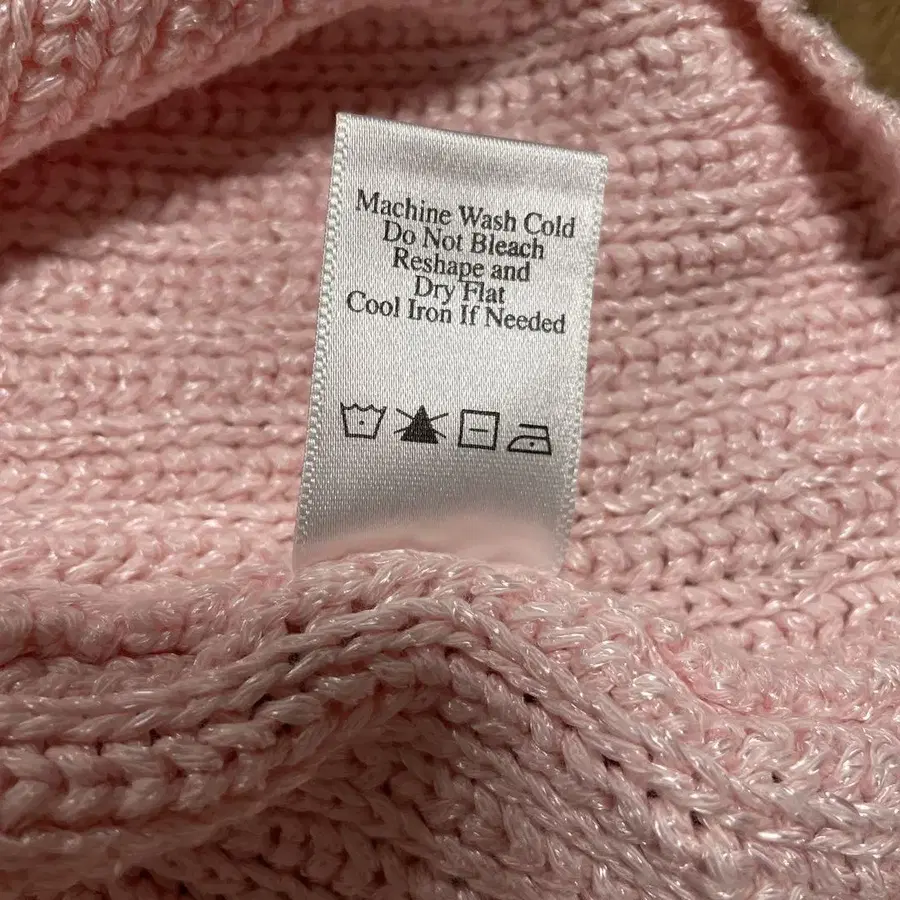 Machine Wash Cold
Do Not Bleach
Reshape and
Dry Flat
Cool Iron If Needed